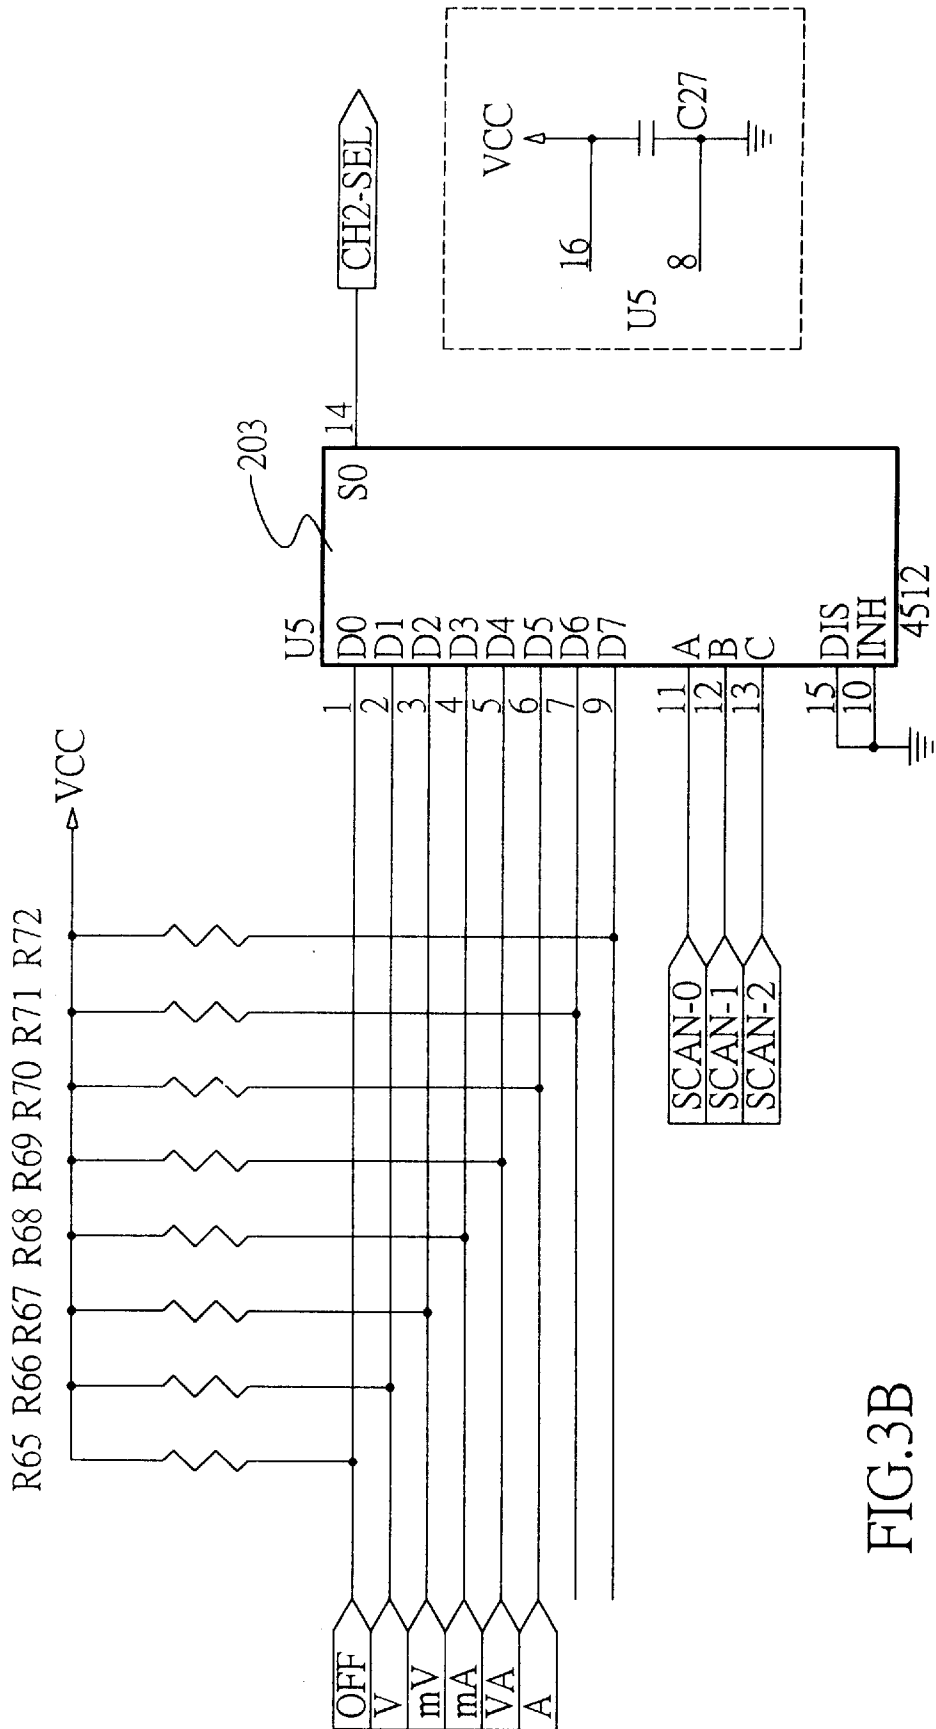 R65 R66 R67 R68 R69 R70 R71 R72
VCC
OFF
V
mV
mA
VA
A
1
2
3
4
5
6
7
9
U5
D0
D1
D2
D3
D4
D5
D6
D7
S0
14
CH2-SEL
203
SCAN-0
SCAN-1
SCAN-2
11
12
13
A
B
C
15
10
DIS
INH
4512
VCC
16
8
C27
U5
FIG.3B